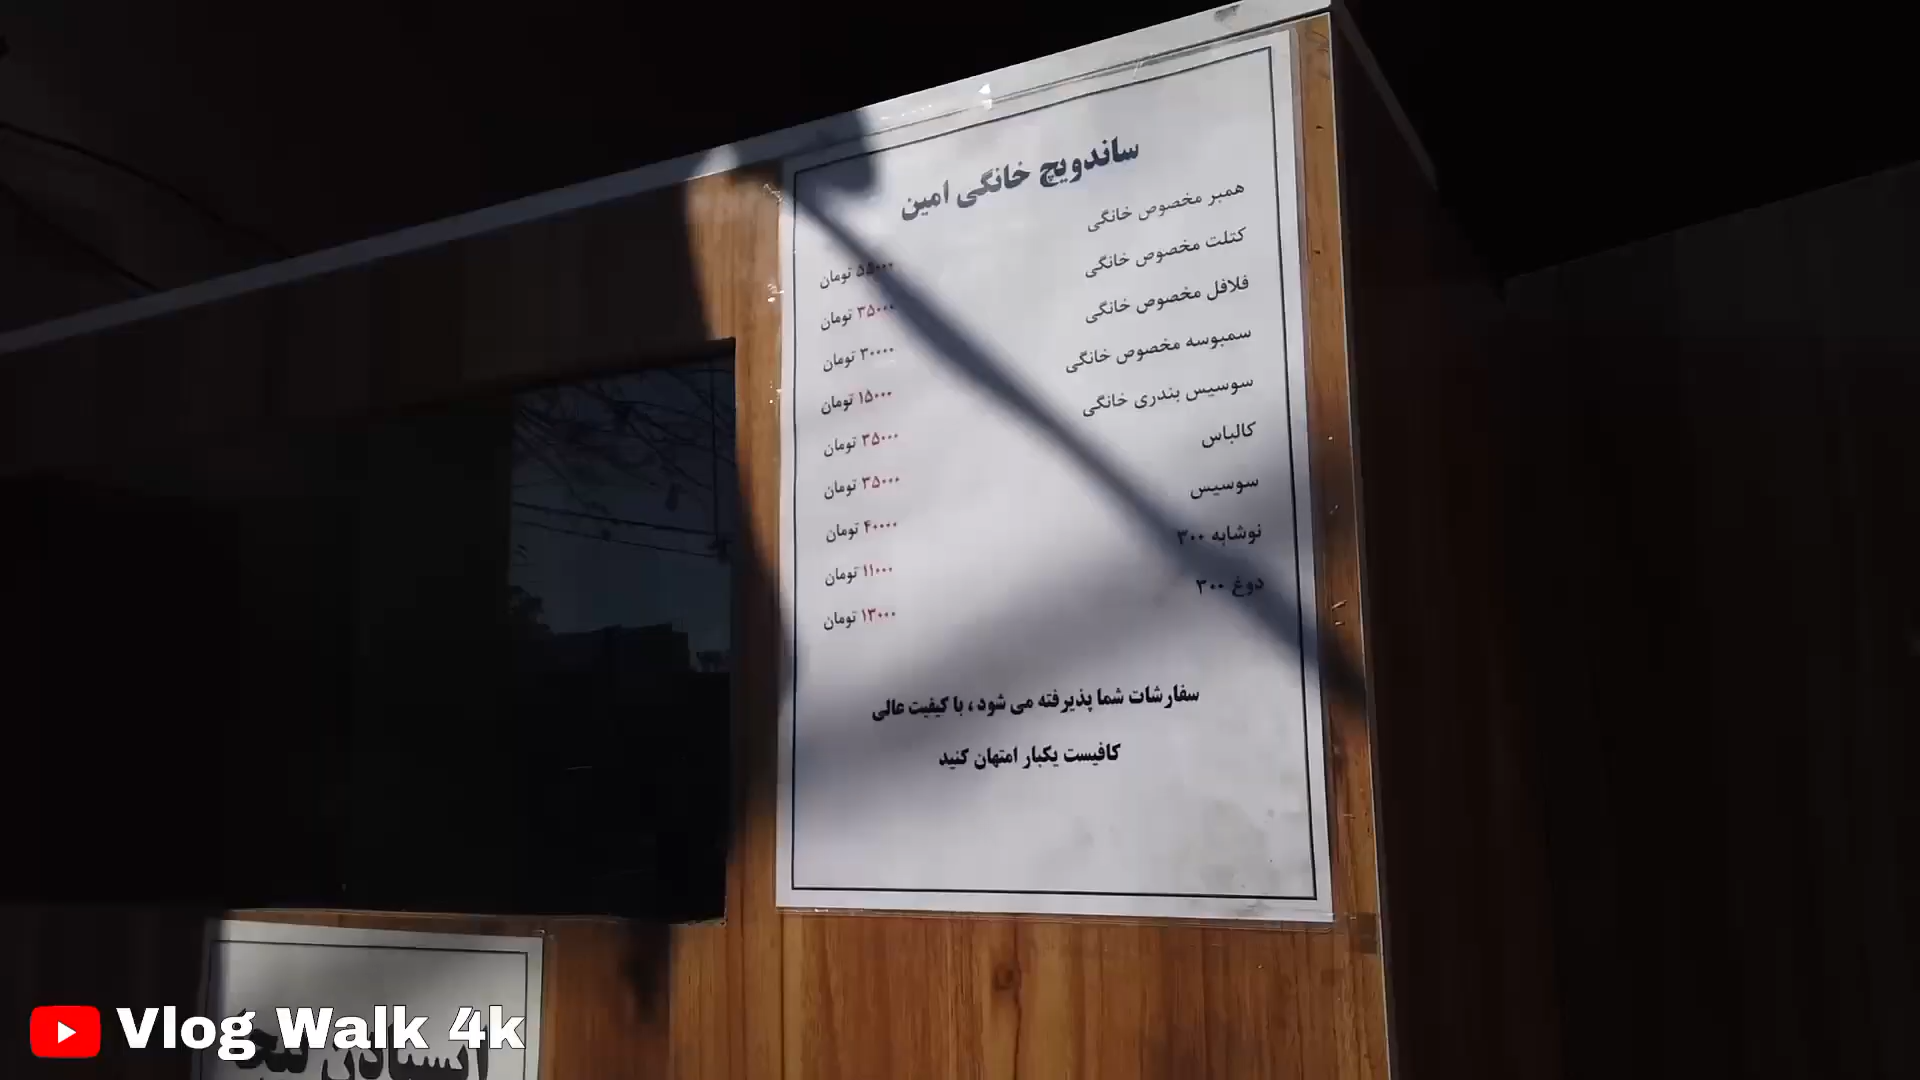 ساندویچ خانگی امین
همبر مخصوص خانگی
۵۵۰۰۰ تومان
کتلت مخصوص خانگی
۳۵۰۰۰ تومان
فلافل مخصوص خانگی
۳۰۰۰۰ تومان
سمبوسه مخصوص خانگی
۱۵۰۰۰ تومان
سوسیس بندری خانگی
۳۵۰۰۰ تومان
کالباس
۳۵۰۰۰ تومان
سوسیس
۴۰۰۰۰ تومان
نوشابه ۳۰۰
۱۱۰۰۰ تومان
دوغ ۳۰۰
۱۳۰۰۰ تومان
سفارشات شما پذیرفته می شود ، با کیفیت عالی
کافیست یکبار امتهان کنید
Vlog Walk 4k